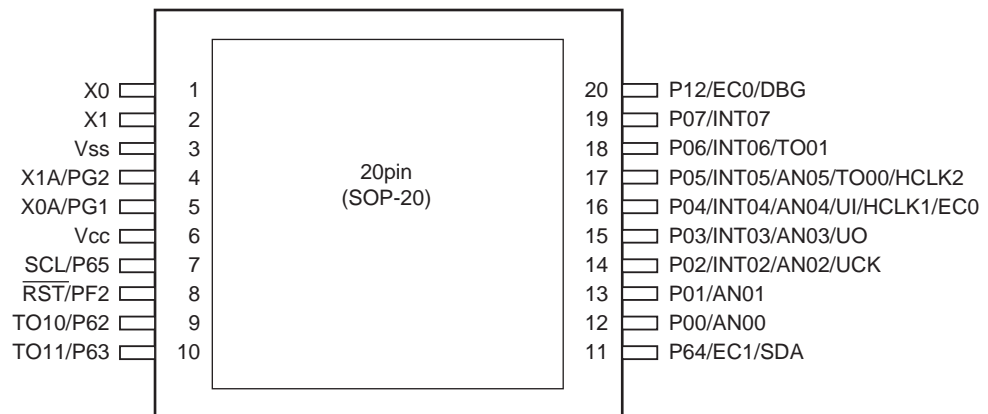 X0 1 20 P12/EC0/DBG
X1 2 19 P07/INT07
Vss 3 18 P06/INT06/TO01
X1A/PG2 4 20pin 17 P05/INT05/AN05/TO00/HCLK2
(SOP-20)
X0A/PG1 5 16 P04/INT04/AN04/UI/HCLK1/EC0
Vcc 6 15 P03/INT03/AN03/UO
SCL/P65 7 14 P02/INT02/AN02/UCK
RST/PF2 8 13 P01/AN01
TO10/P62 9 12 P00/AN00
TO11/P63 10 11 P64/EC1/SDA